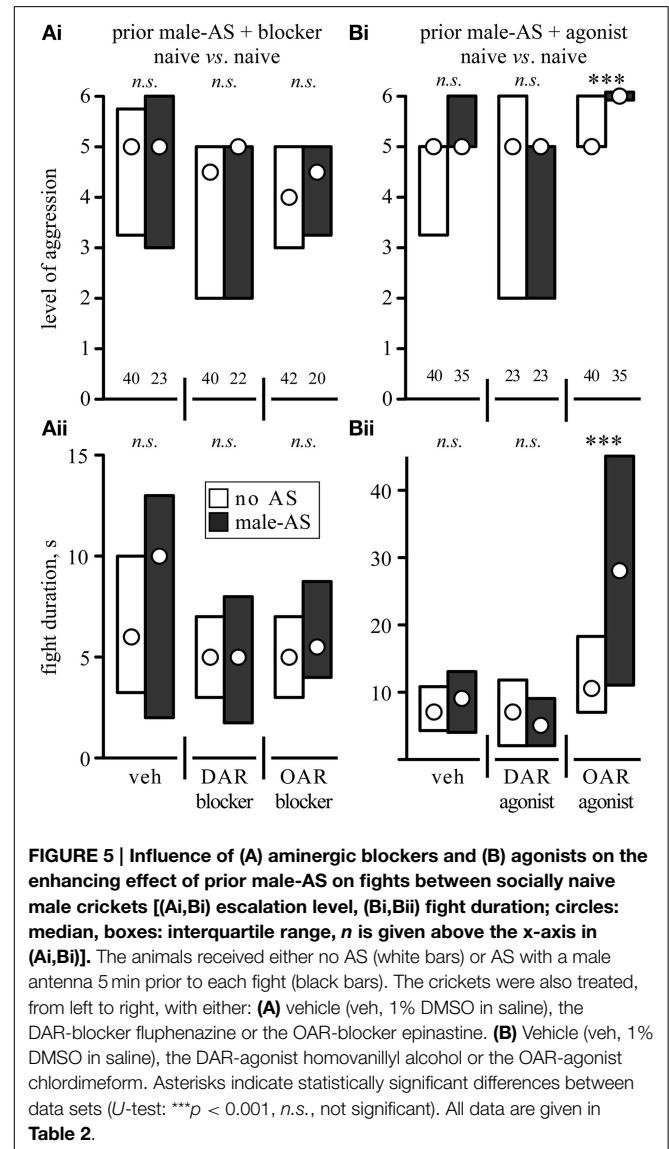 Ai prior male-AS + blocker Bi prior male-AS + agonist
naive vs. naive naive vs. naive
n.s. n.s. n.s. n.s. n.s. ***
level of aggression
6
5
4
3
2
1
0
40 23 40 22 42 20
6
5
4
3
2
1
0
40 35 23 23 40 35
Aii Bii
n.s. n.s. n.s. n.s. n.s. ***
fight duration, s
15
10
5
0
no AS
male-AS
40
30
20
10
veh DAR OAR veh DAR OAR
blocker blocker agonist agonist
FIGURE 5 | Influence of (A) aminergic blockers and (B) agonists on the
enhancing effect of prior male-AS on fights between socially naive
male crickets [(Ai,Bi) escalation level, (Bi,Bii) fight duration; circles:
median, boxes: interquartile range, n is given above the x-axis in
(Ai,Bi)]. The animals received either no AS (white bars) or AS with a male
antenna 5 min prior to each fight (black bars). The crickets were also treated,
from left to right, with either: (A) vehicle (veh, 1% DMSO in saline), the
DAR-blocker fluphenazine or the OAR-blocker epinastine. (B) Vehicle (veh, 1%
DMSO in saline), the DAR-agonist homovanillyl alcohol or the OAR-agonist
chlordimeform. Asterisks indicate statistically significant differences between
data sets (U-test: ***p < 0.001, n.s., not significant). All data are given in
Table 2.